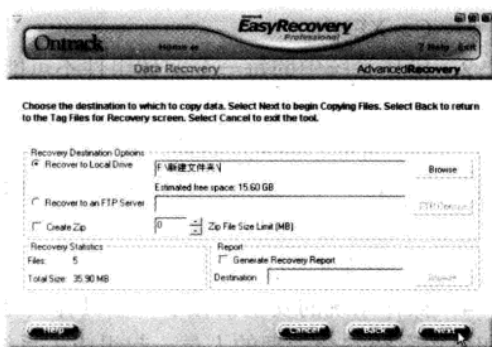 EasyRecovery
Professional
Ontrack
Home
? Help Exit
Data Recovery
AdvancedRecovery
Choose the destination to which to copy data. Select Next to begin Copying Files. Select Back to return
to the Tag Files for Recovery screen. Select Cancel to exit the tool.
Recovery Destination Options
Recover to Local Drive
F:\新建文件夹\
Browse
Estimated free space: 15.60 GB
Recover to an FTP Server
Create Zip
0
Zip File Size Limit (MB)
Recovery Statistics
Report
Files: 5
Generate Recovery Report
Total Size: 35.90 MB
Destination
Help
Cancel
Back
Next